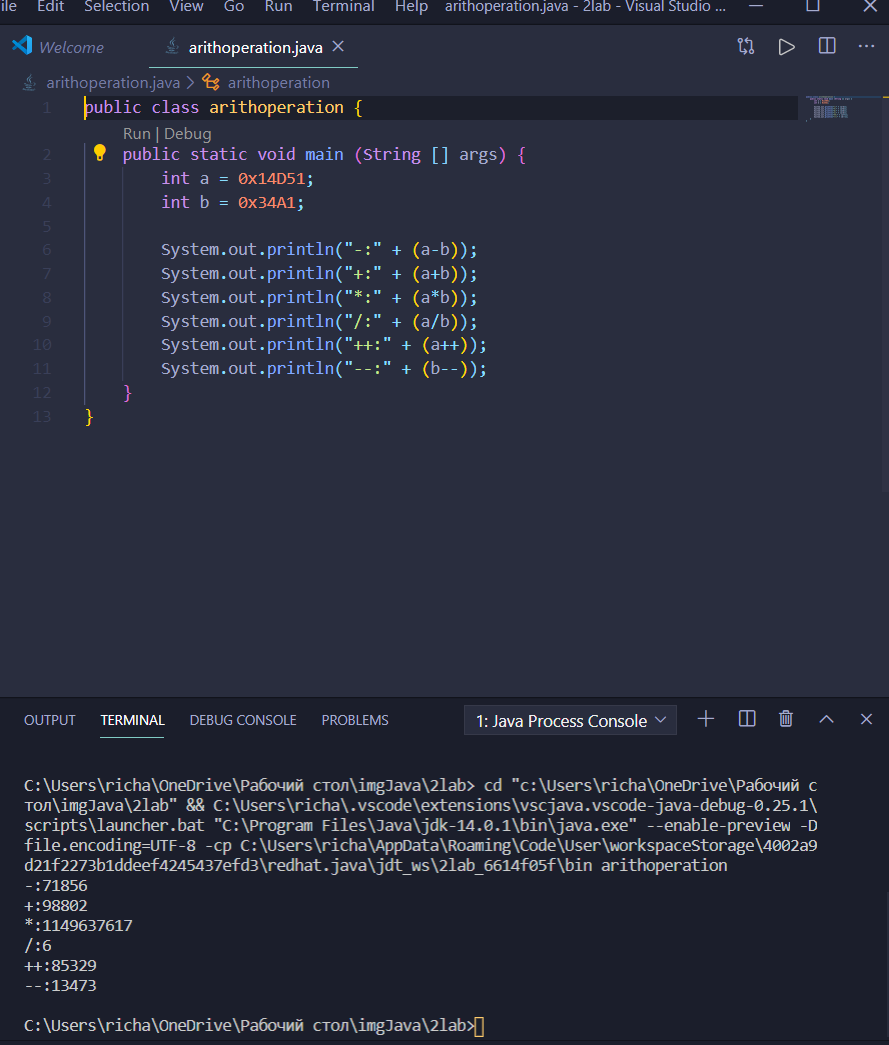 ile Edit Selection View Go Run Terminal Help arithoperation.java - 2lab - Visual Studio ...
Welcome arithoperation.java
arithoperation.java > arithoperation
1 public class arithoperation {
Run | Debug
2 public static void main (String [] args) {
3 int a = 0x14D51;
4 int b = 0x34A1;
5
6 System.out.println("-:" + (a-b));
7 System.out.println("+:" + (a+b));
8 System.out.println("*:" + (a*b));
9 System.out.println("/:" + (a/b));
10 System.out.println("++:" + (a++));
11 System.out.println("--:" + (b--));
12 }
13 }
OUTPUT TERMINAL DEBUG CONSOLE PROBLEMS 1: Java Process Console
C:\Users\richa\OneDrive\Рабочий стол\imgJava\2lab> cd "c:\Users\richa\OneDrive\Рабочий с
тол\imgJava\2lab" && C:\Users\richa\.vscode\extensions\vscjava.vscode-java-debug-0.25.1\
scripts\launcher.bat "C:\Program Files\Java\jdk-14.0.1\bin\java.exe" --enable-preview -D
file.encoding=UTF-8 -cp C:\Users\richa\AppData\Roaming\Code\User\workspaceStorage\4002a9
d21f2273b1ddeef4245437efd3\redhat.java\jdt_ws\2lab_6614f05f\bin arithoperation
-:71856
+:98802
*:1149637617
/:6
++:85329
--:13473
C:\Users\richa\OneDrive\Рабочий стол\imgJava\2lab>